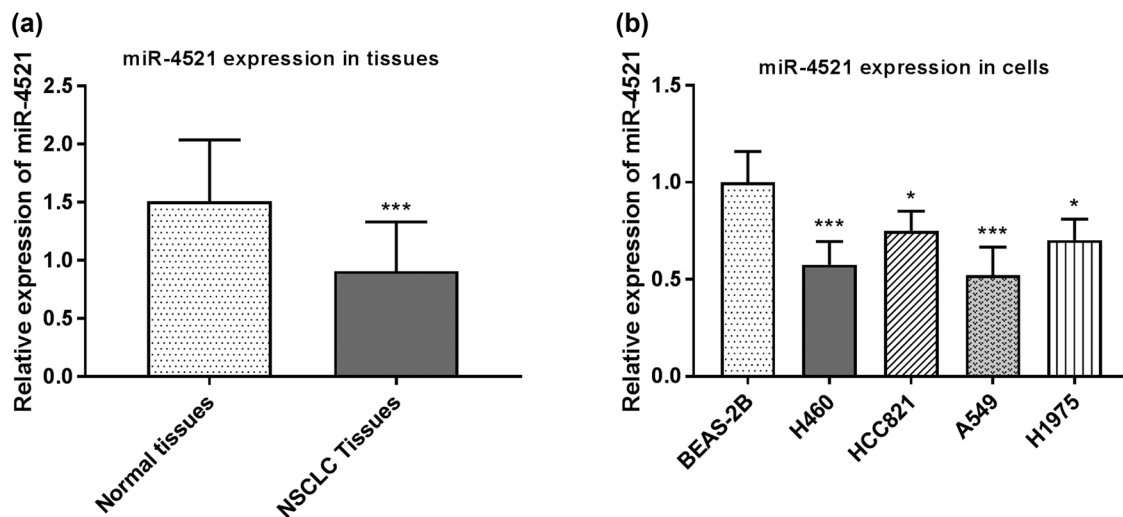 (a)
miR-4521 expression in tissues
Relative expression of miR-4521
2.5
2.0
1.5
1.0
0.5
0.0
***
Normal tissues
NSCLC Tissues
(b)
miR-4521 expression in cells
Relative expression of miR-4521
1.5
1.0
0.5
0.0
***
*
***
*
BEAS-2B
H460
HCC821
A549
H1975